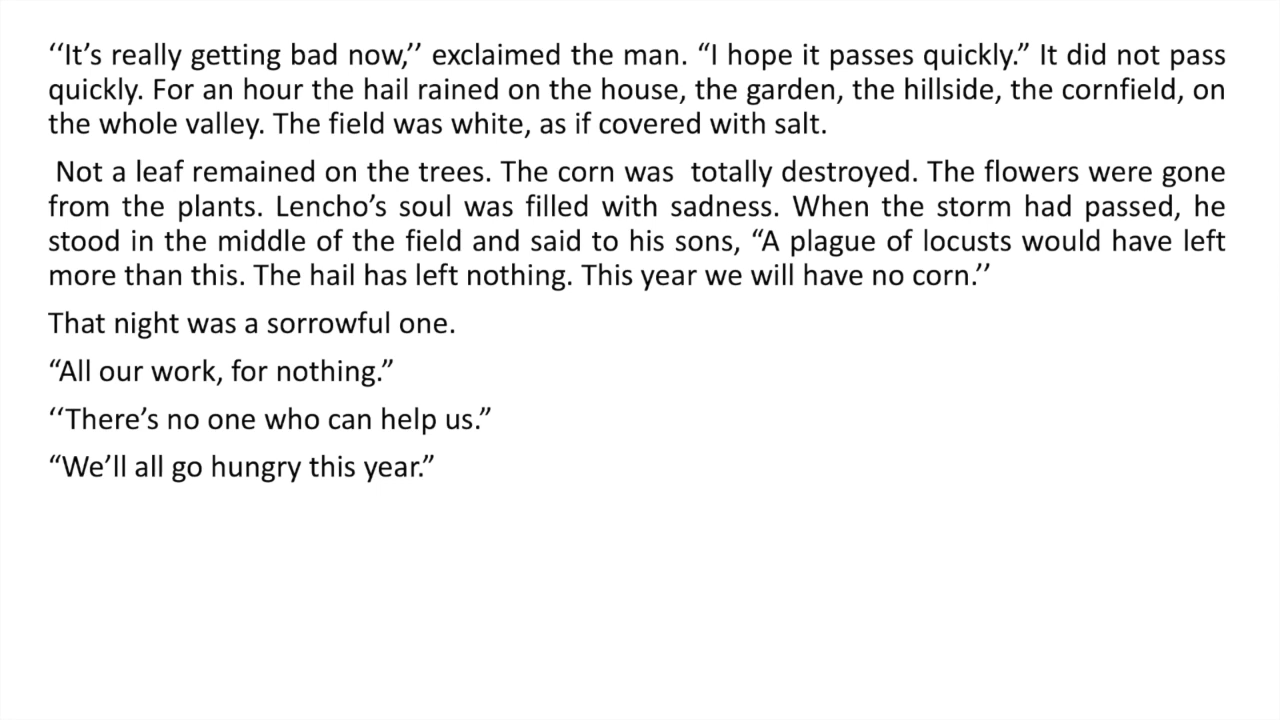 ‘‘It’s really getting bad now,’’ exclaimed the man. “I hope it passes quickly.” It did not pass
quickly. For an hour the hail rained on the house, the garden, the hillside, the cornfield, on
the whole valley. The field was white, as if covered with salt.
Not a leaf remained on the trees. The corn was  totally destroyed. The flowers were gone
from the plants. Lencho’s soul was filled with sadness. When the storm had passed, he
stood in the middle of the field and said to his sons, “A plague of locusts would have left
more than this. The hail has left nothing. This year we will have no corn.’’
That night was a sorrowful one.
“All our work, for nothing.”
‘‘There’s no one who can help us.”
“We’ll all go hungry this year.”